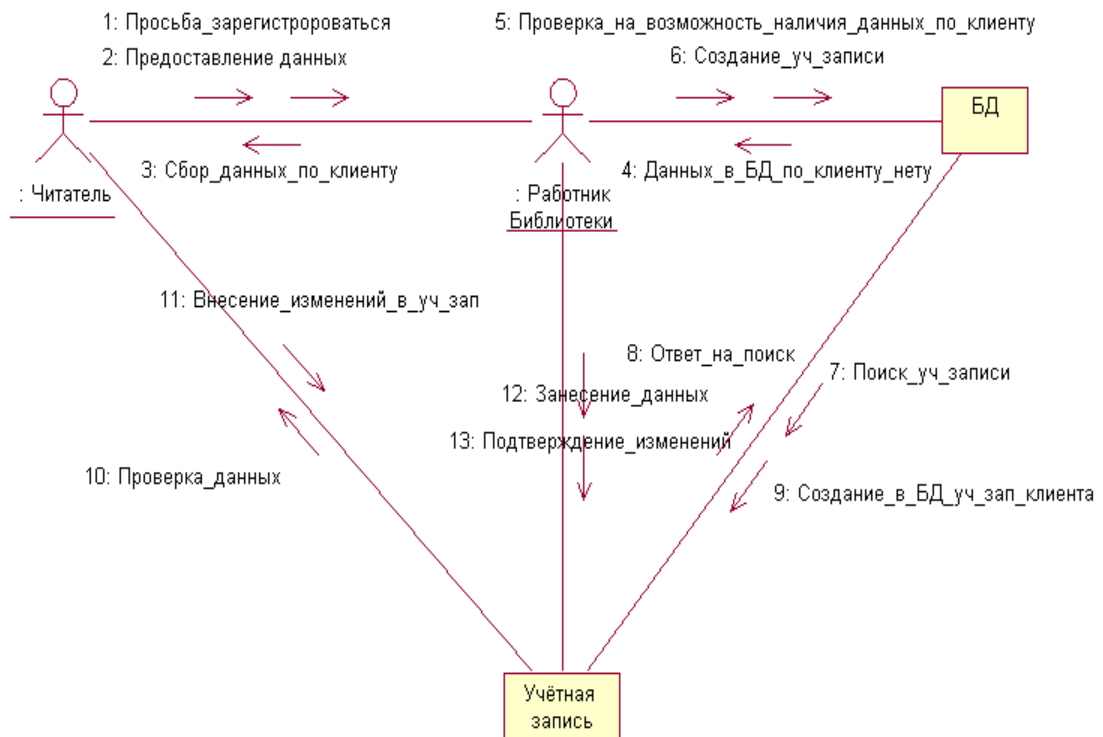 1: Просьба_зарегистророваться
5: Проверка_на_возможность_наличия_данных_по_клиенту
2: Предоставление данных
6: Создание_уч_записи
БД
3: Сбор_данных_по_клиенту
4: Данных_в_БД_по_клиенту_нету
: Читатель
: Работник
Библиотеки
11: Внесение_изменений_в_уч_зап
8: Ответ_на_поиск
7: Поиск_уч_записи
12: Занесение_данных
13: Подтверждение_изменений
10: Проверка_данных
9: Создание_в_БД_уч_зап_клиента
Учётная
запись